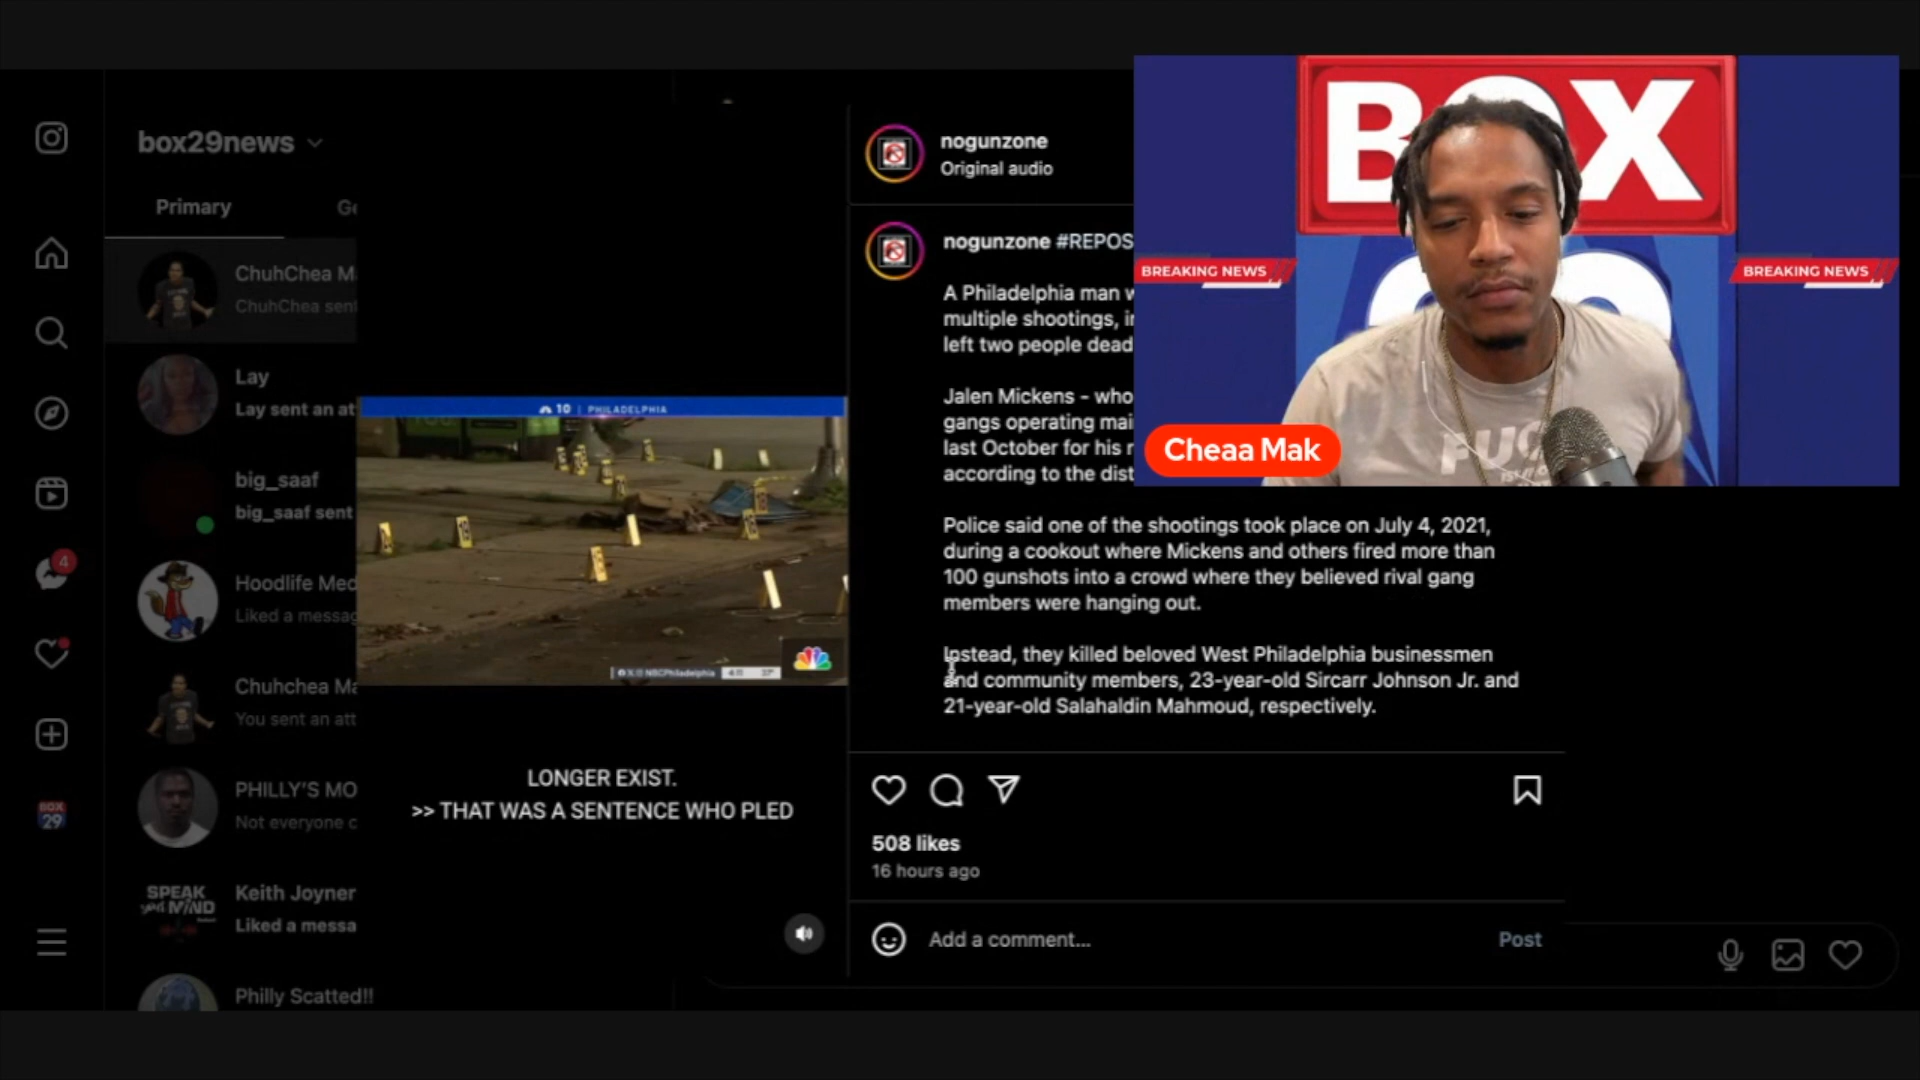 box29news
Primary
Ge
ChuhChea Ma
ChuhChea sent
Lay
Lay sent an at
big_saaf
big_saaf sent
Hoodlife Med
Liked a messag
Chuhchea Ma
You sent an att
PHILLY'S MO
Not everyone c
SPEAK
MIND
Keith Joyner
Liked a messa
Philly Scatted!!
4
BOX
29
10 | PHILADELPHIA
NBCPhiladelphia
LONGER EXIST.
>> THAT WAS A SENTENCE WHO PLED
nogunzone
Original audio
nogunzone #REPOS
A Philadelphia man w
multiple shootings, in
left two people dead
Jalen Mickens - who
gangs operating mai
last October for his r
according to the dist
Police said one of the shootings took place on July 4, 2021,
during a cookout where Mickens and others fired more than
100 gunshots into a crowd where they believed rival gang
members were hanging out.
Instead, they killed beloved West Philadelphia businessmen
and community members, 23-year-old Sircarr Johnson Jr. and
21-year-old Salahaldin Mahmoud, respectively.
508 likes
16 hours ago
Add a comment...
Post
BOX
BREAKING NEWS
BREAKING NEWS
Cheaa Mak